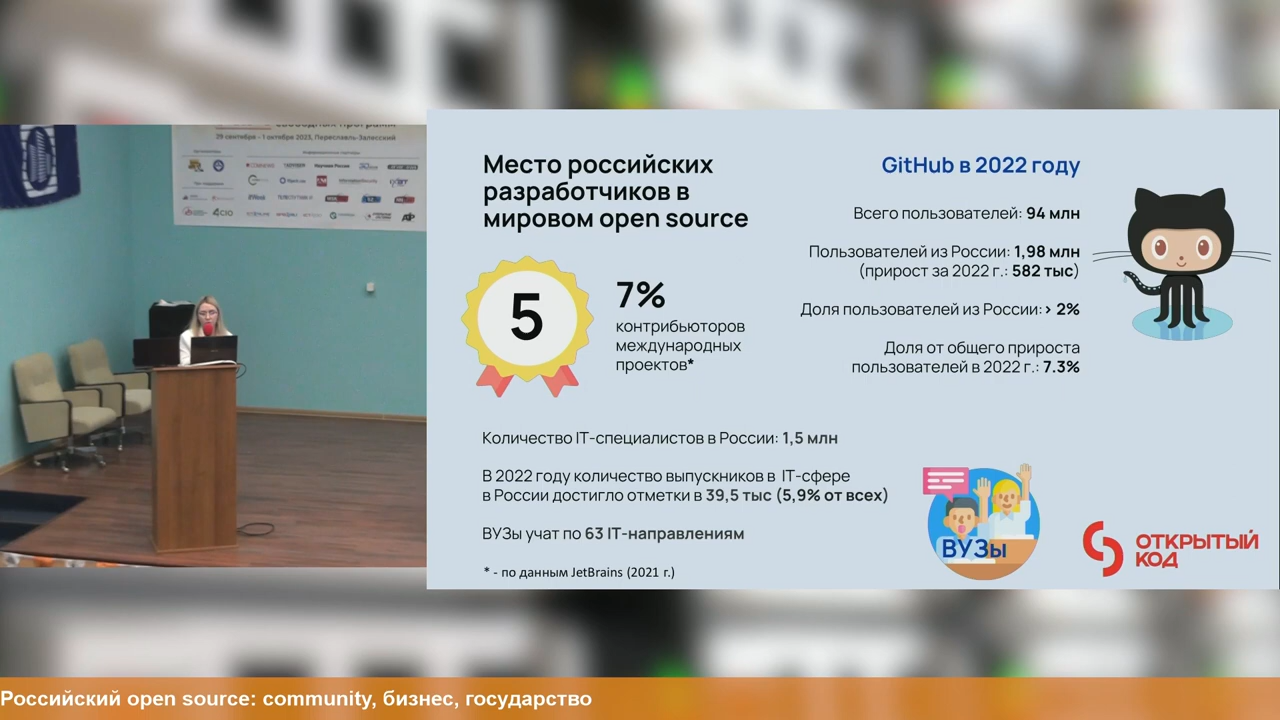 29 сентября - 1 октября 2023, Переславль-Залесский
Место российских
разработчиков в
мировом open source
5
7%
контрибьюторов
международных
проектов*
GitHub в 2022 году
Всего пользователей: 94 млн
Пользователей из России: 1,98 млн
(прирост за 2022 г.: 582 тыс)
Доля пользователей из России:> 2%
Доля от общего прироста
пользователей в 2022 г.: 7.3%
Количество IT-специалистов в России: 1,5 млн
В 2022 году количество выпускников в IT-сфере
в России достигло отметки в 39,5 тыс (5,9% от всех)
ВУЗы учат по 63 IT-направлениям
* - по данным JetBrains (2021 г.)
ВУЗы
ОТКРЫТЫЙ
КОД
Российский open source: community, бизнес, государство